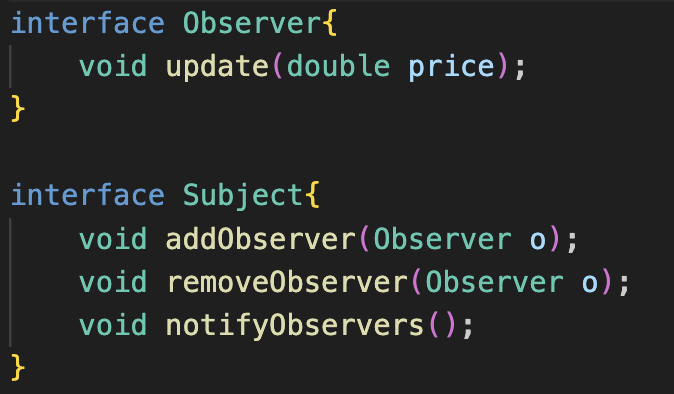 interface Observer{
    void update(double price);
}

interface Subject{
    void addObserver(Observer o);
    void removeObserver(Observer o);
    void notifyObservers();
}